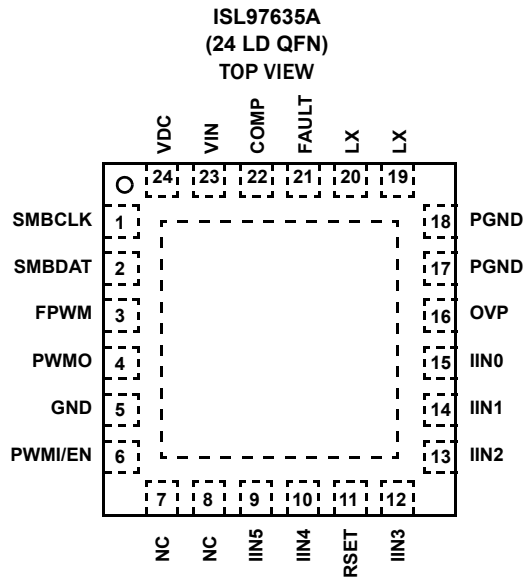 ISL97635A
(24 LD QFN)
TOP VIEW
VDC
VIN
COMP
FAULT
LX
LX
24 23 22 21 20 19
SMBCLK 1
SMBDAT 2
FPWM 3
PWMO 4
GND 5
PWMI/EN 6
18 PGND
17 PGND
16 OVP
15 IIN0
14 IIN1
13 IIN2
7 8 9 10 11 12
NC
NC
IIN5
IIN4
RSET
IIN3